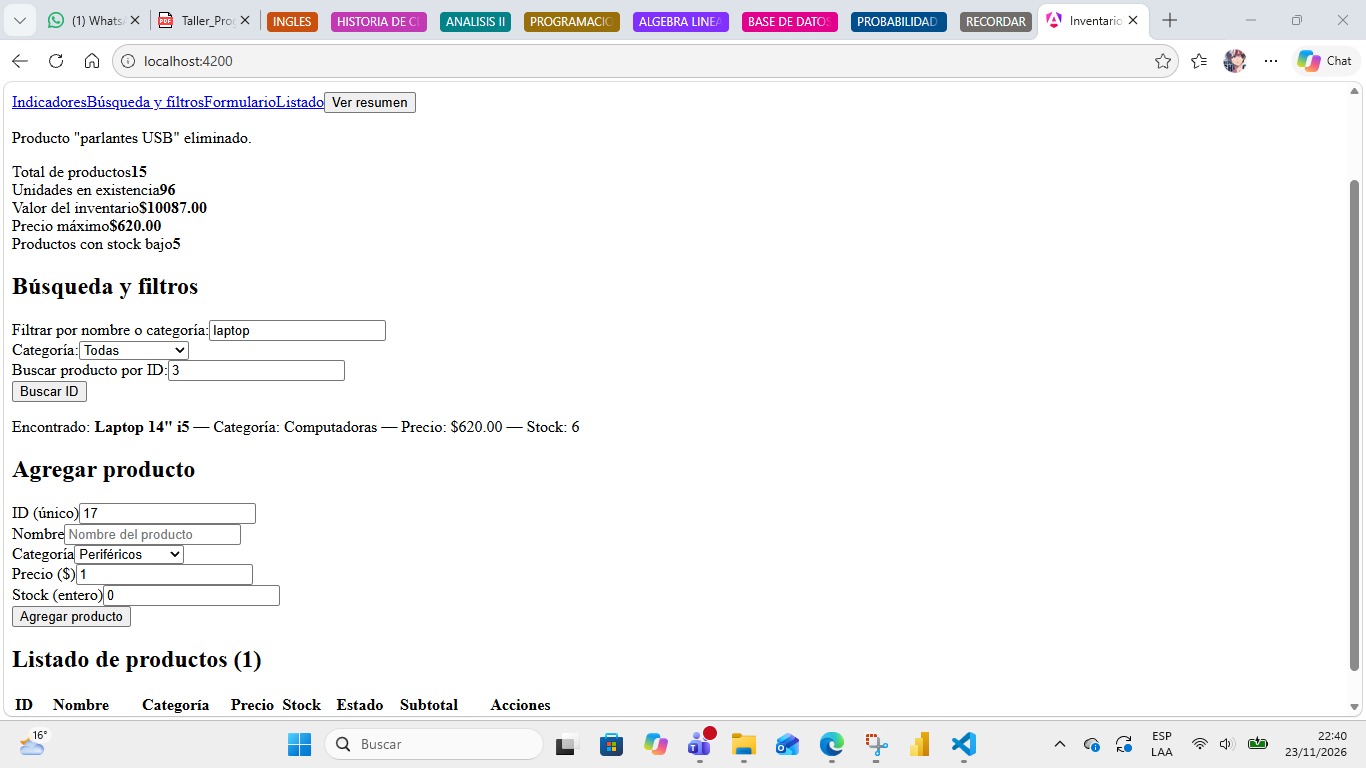 (1) Whats
Taller_Pro
INGLES
HISTORIA DE C
ANALISIS II
PROGRAMACIO
ALGEBRA LINEA
BASE DE DATOS
PROBABILIDAD
RECORDAR
Inventario
localhost:4200
Chat
IndicadoresBúsqueda y filtrosFormularioListado Ver resumen
Producto "parlantes USB" eliminado.
Total de productos15
Unidades en existencia96
Valor del inventario$10087.00
Precio máximo$620.00
Productos con stock bajo5
Búsqueda y filtros
Filtrar por nombre o categoría: laptop
Categoría: Todas
Buscar producto por ID: 3
Buscar ID
Encontrado: Laptop 14" i5 — Categoría: Computadoras — Precio: $620.00 — Stock: 6
Agregar producto
ID (único) 17
Nombre Nombre del producto
Categoría Periféricos
Precio ($) 1
Stock (entero) 0
Agregar producto
Listado de productos (1)
ID Nombre Categoría Precio Stock Estado Subtotal Acciones
16°
Buscar
ESP
LAA
22:40
23/11/2026